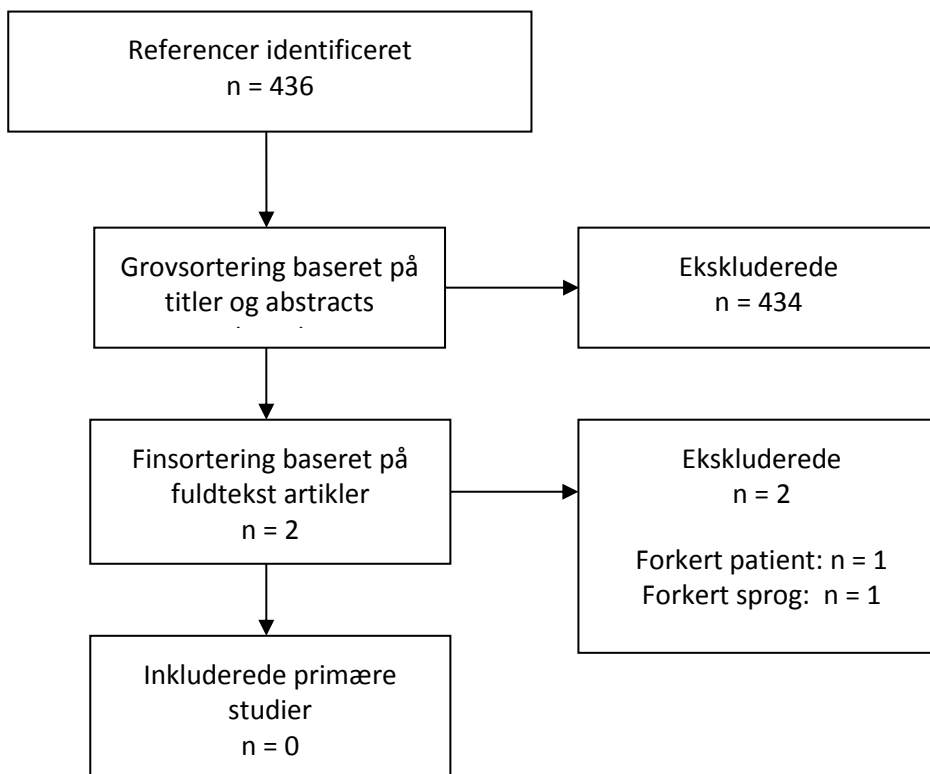 Referencer identificeret
n = 436
Grovsortering baseret på
titler og abstracts
Ekskluderede
n = 434
Finsortering baseret på
fuldtekst artikler
n = 2
Ekskluderede
n = 2
Forkert patient: n = 1
Forkert sprog:  n = 1
Inkluderede primære
studier
n = 0